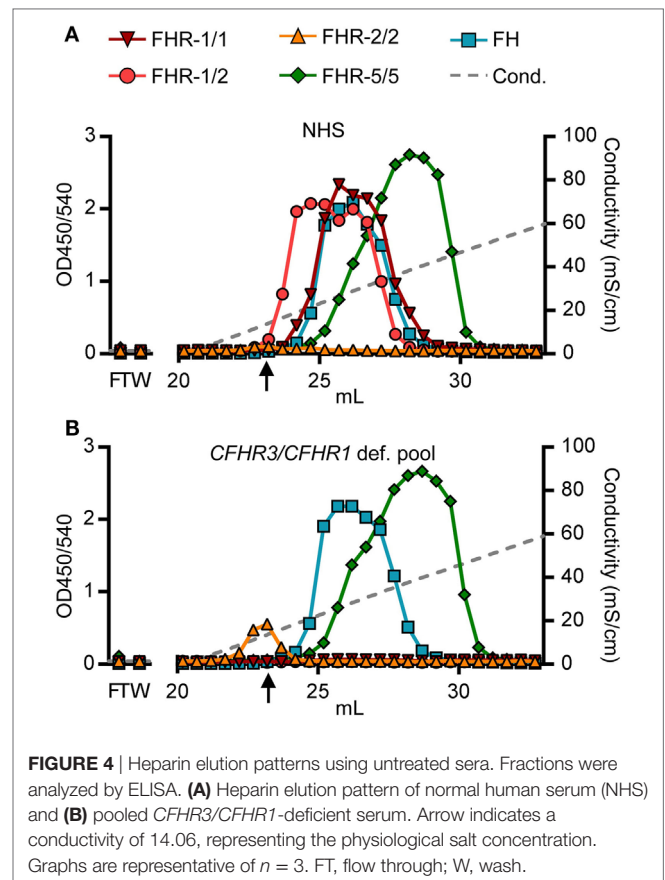 A
FHR-1/1 FHR-2/2 FH
FHR-1/2 FHR-5/5 Cond.
NHS
3 100
80
2 60
1 40
20
0 0
OD450/540
Conductivity (mS/cm)
FTW 20 25 30
mL
B
CFHR3/CFHR1 def. pool
3 100
80
2 60
1 40
20
0 0
OD450/540
Conductivity (mS/cm)
FTW 20 25 30
mL
FIGURE 4 | Heparin elution patterns using untreated sera. Fractions were
analyzed by ELISA. (A) Heparin elution pattern of normal human serum (NHS)
and (B) pooled CFHR3/CFHR1-deficient serum. Arrow indicates a
conductivity of 14.06, representing the physiological salt concentration.
Graphs are representative of n = 3. FT, flow through; W, wash.